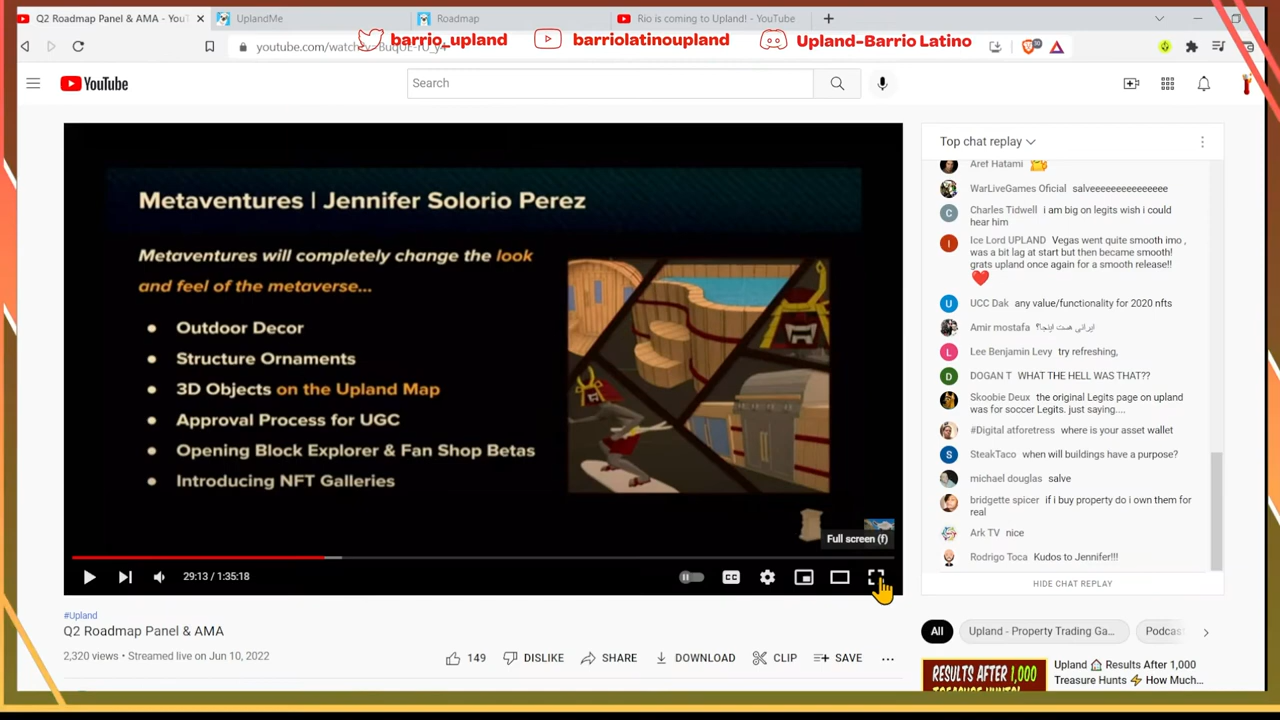 Q2 Roadmap Panel & AMA - YouT
UplandMe
Roadmap
Rio is coming to Upland! - YouTube
barrio_upland
barriolatinoupland
Upland-Barrio Latino
YouTube
Search
Metaventures | Jennifer Solorio Perez
Metaventures will completely change the look
and feel of the metaverse...
Outdoor Decor
Structure Ornaments
3D Objects on the Upland Map
Approval Process for UGC
Opening Block Explorer & Fan Shop Betas
Introducing NFT Galleries
Full screen (f)
29:13 / 1:35:18
#Upland
Q2 Roadmap Panel & AMA
2,320 views • Streamed live on Jun 10, 2022
149
DISLIKE
SHARE
DOWNLOAD
CLIP
SAVE
Top chat replay
Aref Hatami
WarLiveGames Oficial salveeeeeeeeeeeeeee
Charles Tidwell i am big on legits wish i could
hear him
Ice Lord UPLAND Vegas went quite smooth imo ,
was a bit lag at start but then became smooth!
grats upland once again for a smooth release!!
UCC Dak any value/functionality for 2020 nfts
Amir mostafa ایرانی هست اینجا؟
Lee Benjamin Levy try refreshing,
DOGAN T WHAT THE HELL WAS THAT??
Skoobie Deux the original Legits page on upland
was for soccer Legits. just saying....
#Digital atforetress where is your asset wallet
SteakTaco when will buildings have a purpose?
michael douglas salve
bridgette spicer if i buy property do i own them for
real
Ark TV nice
Rodrigo Toca Kudos to Jennifer!!!
HIDE CHAT REPLAY
All
Upland - Property Trading Ga...
Podcas
RESULTS AFTER 1,000
Upland 🏠 Results After 1,000
Treasure Hunts ⚡ How Much...